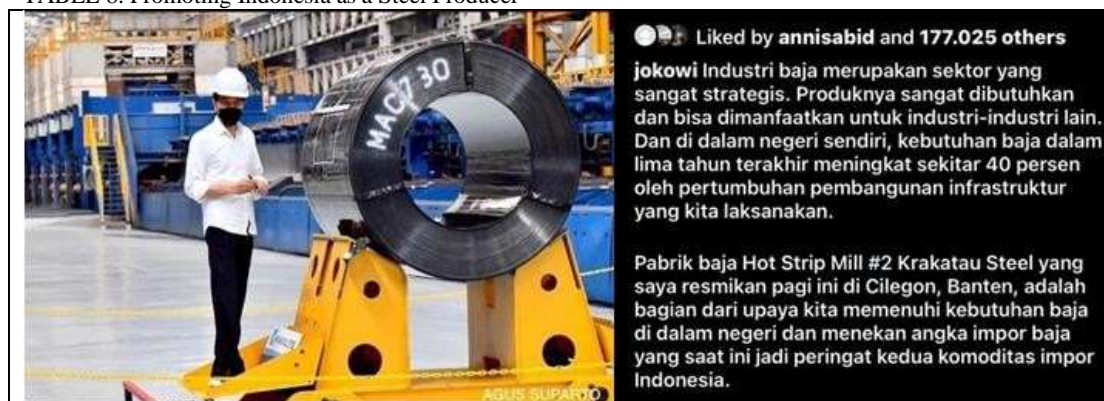 TABLE 8. Promoting Indonesia as a Steel Producer
Liked by annisabid and 177.025 others
jokowi Industri baja merupakan sektor yang
sangat strategis. Produknya sangat dibutuhkan
dan bisa dimanfaatkan untuk industri-industri lain.
Dan di dalam negeri sendiri, kebutuhan baja dalam
lima tahun terakhir meningkat sekitar 40 persen
oleh pertumbuhan pembangunan infrastruktur
yang kita laksanakan.
Pabrik baja Hot Strip Mill #2 Krakatau Steel yang
saya resmikan pagi ini di Cilegon, Banten, adalah
bagian dari upaya kita memenuhi kebutuhan baja
di dalam negeri dan menekan angka impor baja
yang saat ini jadi peringat kedua komoditas impor
Indonesia.
MAC 730
AGUS SUPARTO